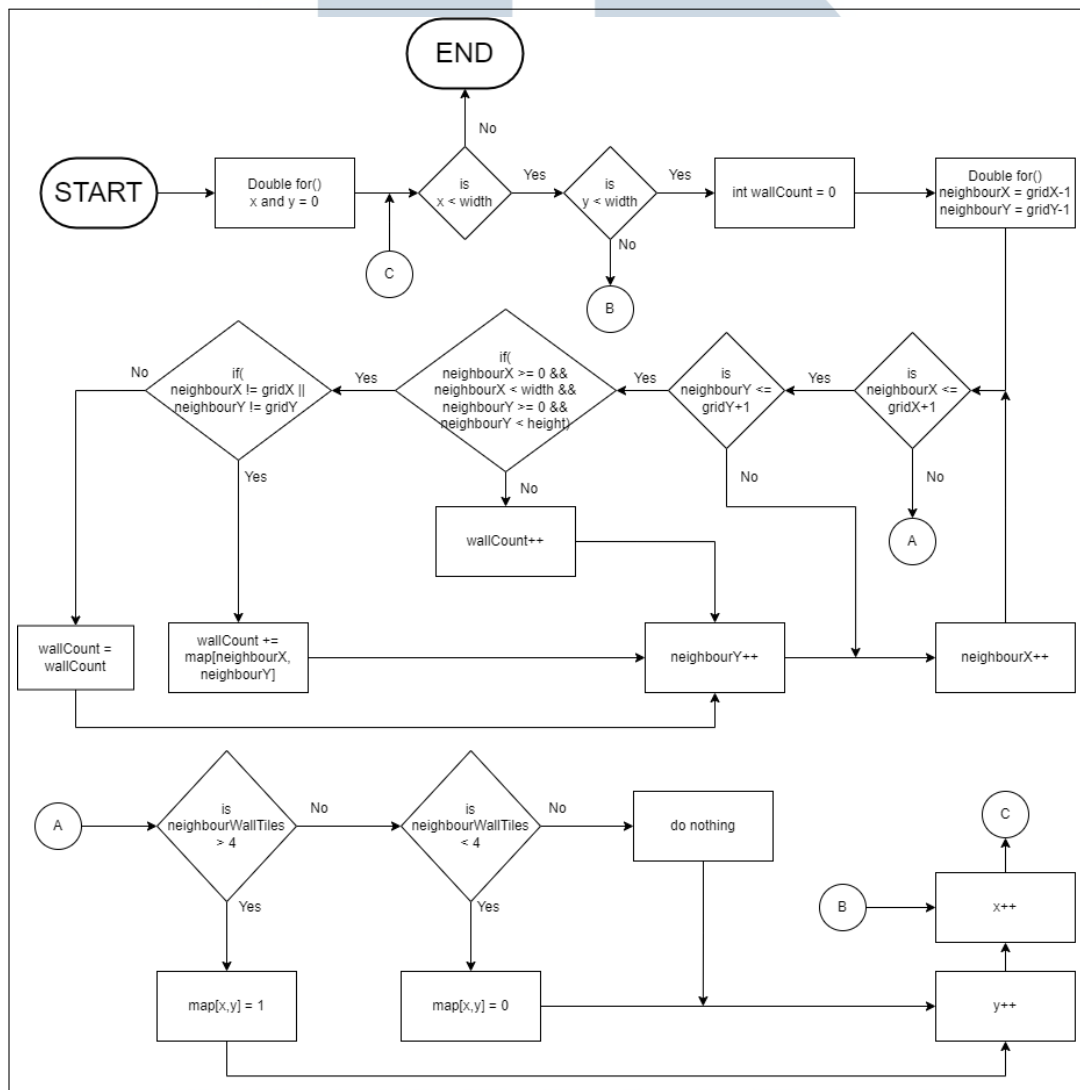 END
No
START
Double for()
x and y = 0
is
x < width
Yes
is
y < width
Yes
int wallCount = 0
Double for()
neighbourX = gridX-1
neighbourY = gridY-1
C
No
B
No
if(
neighbourX != gridX ||
neighbourY != gridY
Yes
if(
neighbourX >= 0 &&
neighbourX < width &&
neighbourY >= 0 &&
neighbourY < height)
Yes
is
neighbourY <=
gridY+1
Yes
is
neighbourX <=
gridX+1
Yes
No
No
No
wallCount++
A
wallCount =
wallCount
wallCount +=
map[neighbourX,
neighbourY]
neighbourY++
neighbourX++
A
is
neighbourWallTiles
> 4
No
is
neighbourWallTiles
< 4
No
do nothing
C
Yes
Yes
B
x++
map[x,y] = 1
map[x,y] = 0
y++